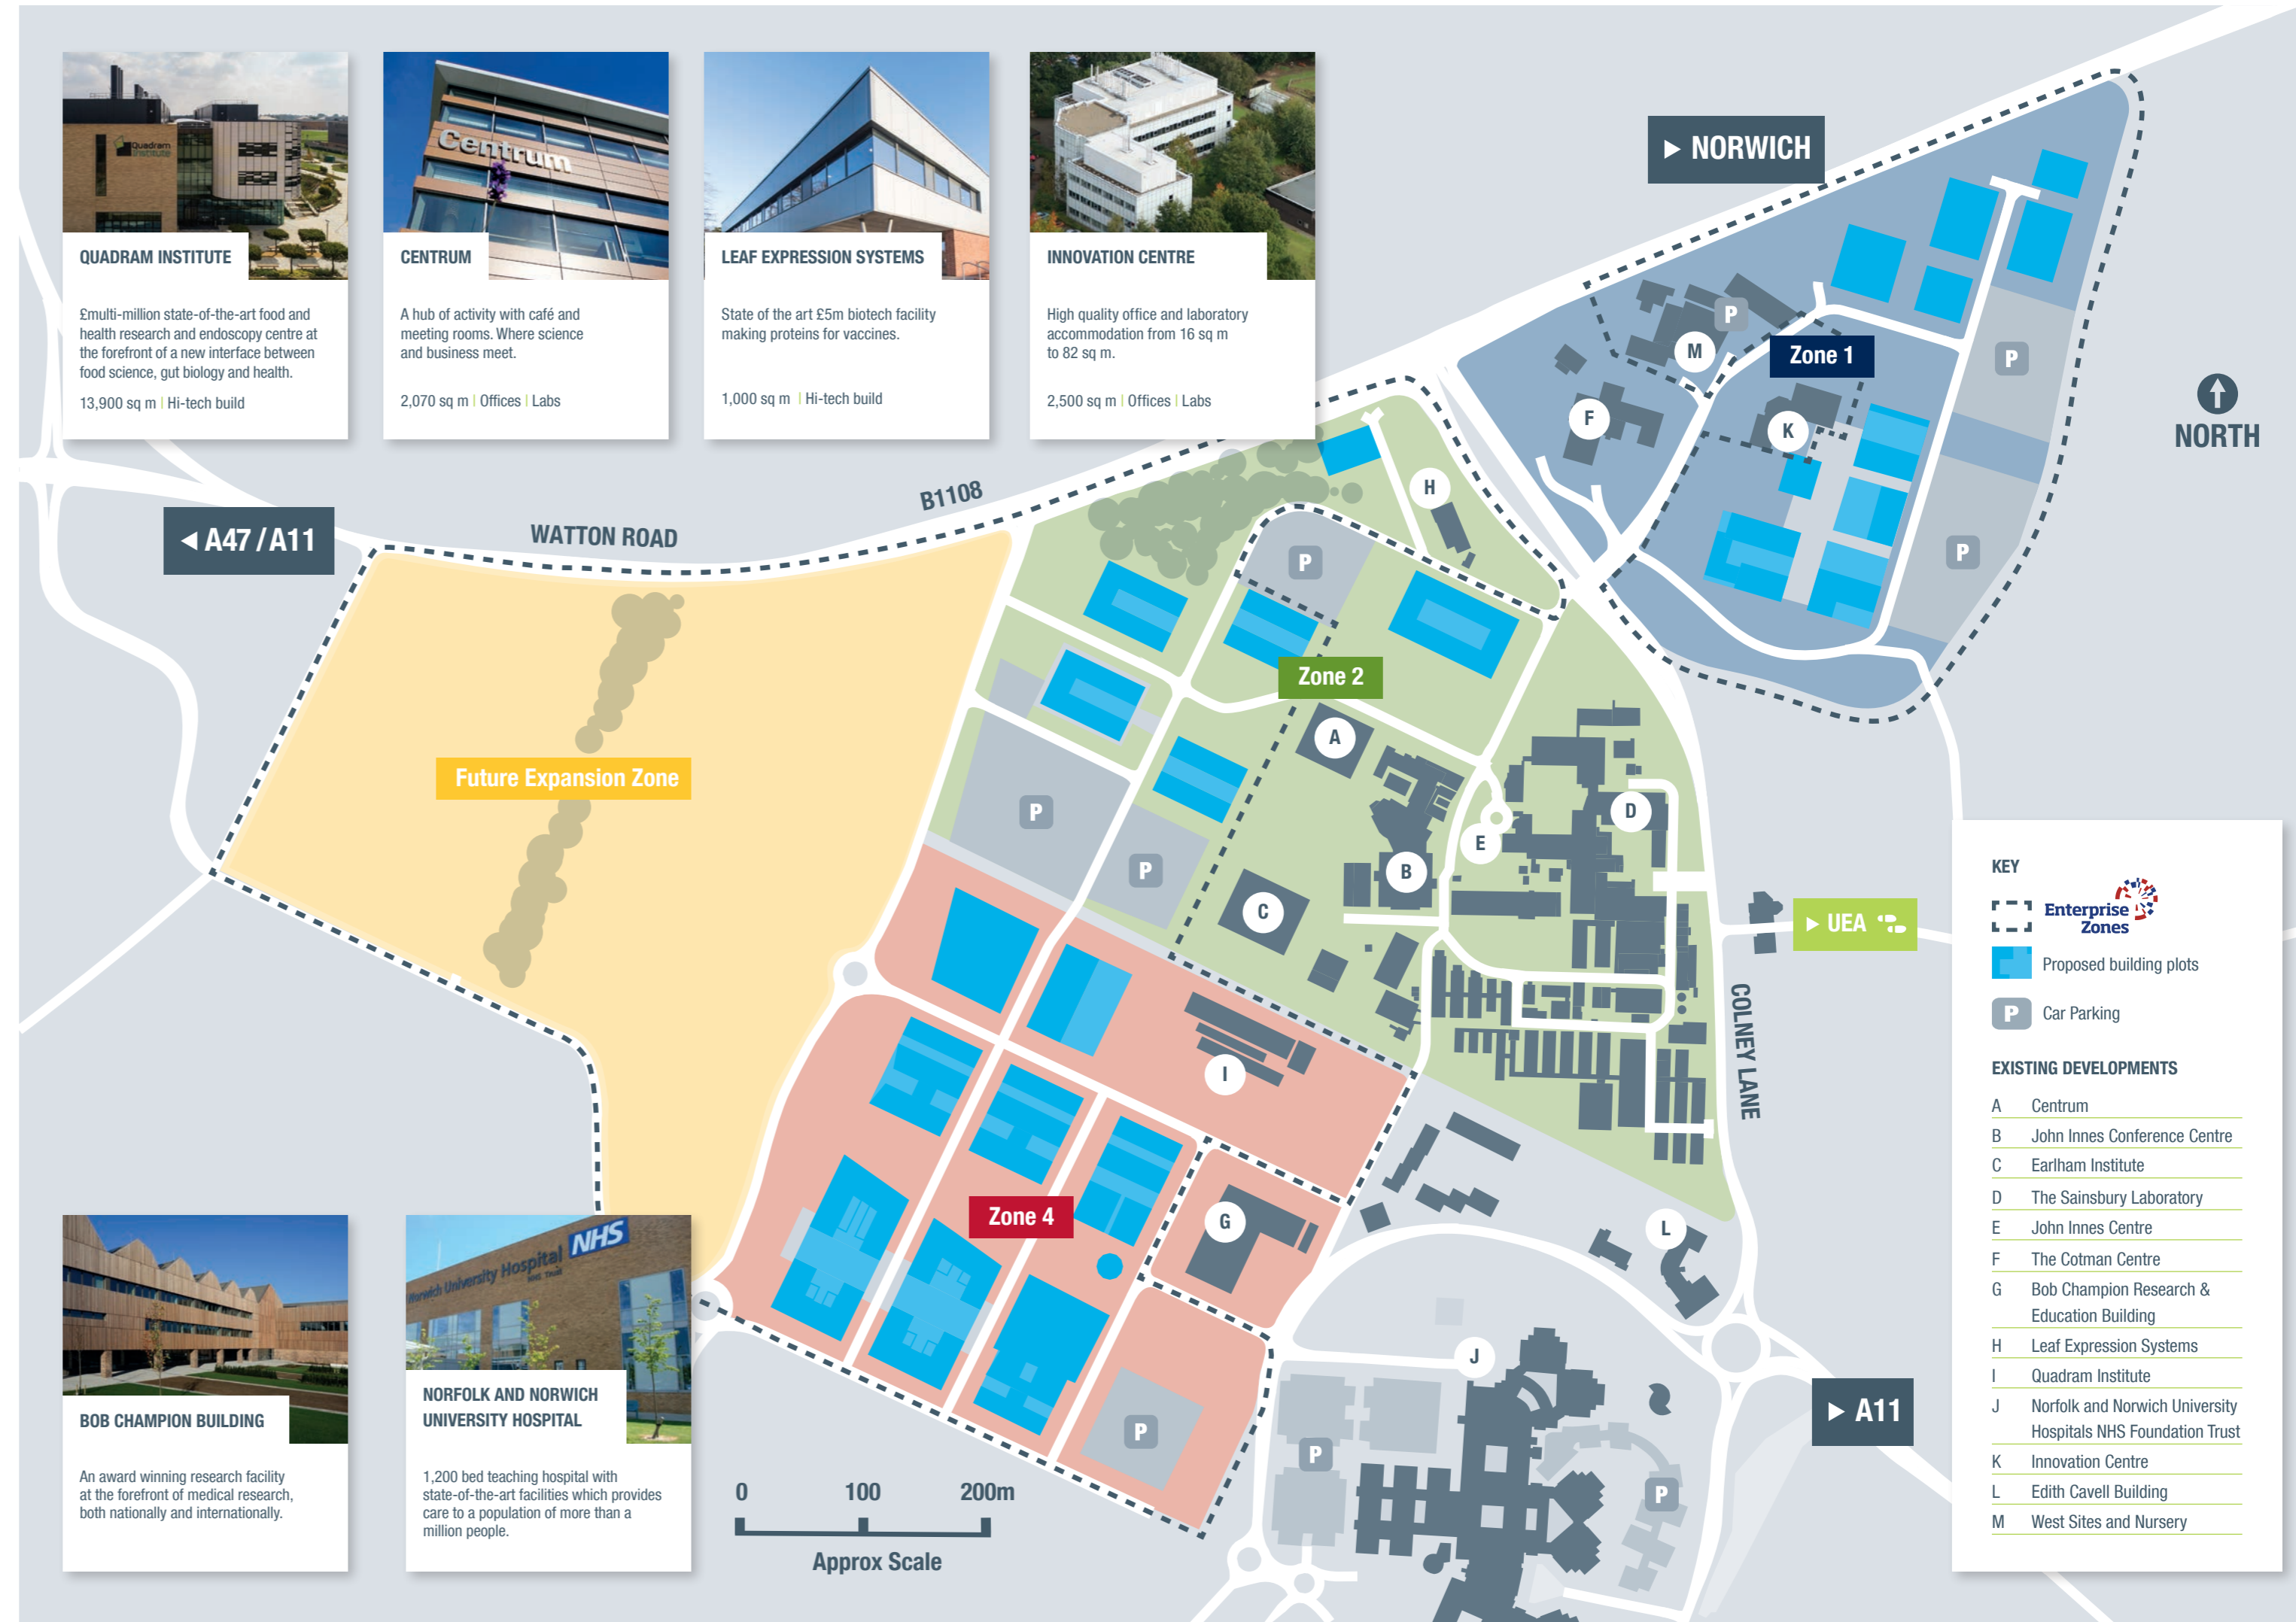 Quadram
Institute
QUADRAM INSTITUTE
£multi-million state-of-the-art food and
health research and endoscopy centre at
the forefront of a new interface between
food science, gut biology and health.
13,900 sq m | Hi-tech build
Centrum
CENTRUM
A hub of activity with café and
meeting rooms. Where science
and business meet.
2,070 sq m | Offices | Labs
LEAF EXPRESSION SYSTEMS
State of the art £5m biotech facility
making proteins for vaccines.
1,000 sq m | Hi-tech build
INNOVATION CENTRE
High quality office and laboratory
accommodation from 16 sq m
to 82 sq m.
2,500 sq m | Offices | Labs
NORWICH
P
M
Zone 1
P
F
K
NORTH
P
H
B1108
WATTON ROAD
A47 / A11
P
Zone 2
A
Future Expansion Zone
P
D
E
P
B
C
UEA
COLNEY LANE
I
Zone 4
G
L
J
P
P
P
A11
KEY
Enterprise
Zones
Proposed building plots
P
Car Parking
EXISTING DEVELOPMENTS
A Centrum
B John Innes Conference Centre
C Earlham Institute
D The Sainsbury Laboratory
E John Innes Centre
F The Cotman Centre
G Bob Champion Research &
Education Building
H Leaf Expression Systems
I Quadram Institute
J Norfolk and Norwich University
Hospitals NHS Foundation Trust
K Innovation Centre
L Edith Cavell Building
M West Sites and Nursery
BOB CHAMPION BUILDING
An award winning research facility
at the forefront of medical research,
both nationally and internationally.
Norwich University Hospital NHS
NHS TRUST
NORFOLK AND NORWICH
UNIVERSITY HOSPITAL
1,200 bed teaching hospital with
state-of-the-art facilities which provides
care to a population of more than a
million people.
0 100 200m
Approx Scale